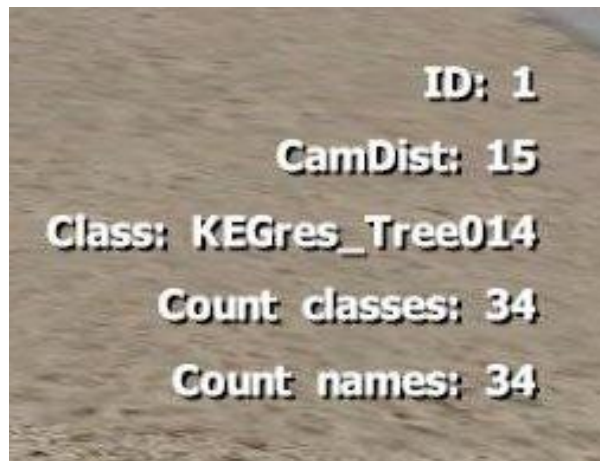 ID: 1
CamDist: 15
Class: KEGres_Tree014
Count classes: 34
Count names: 34